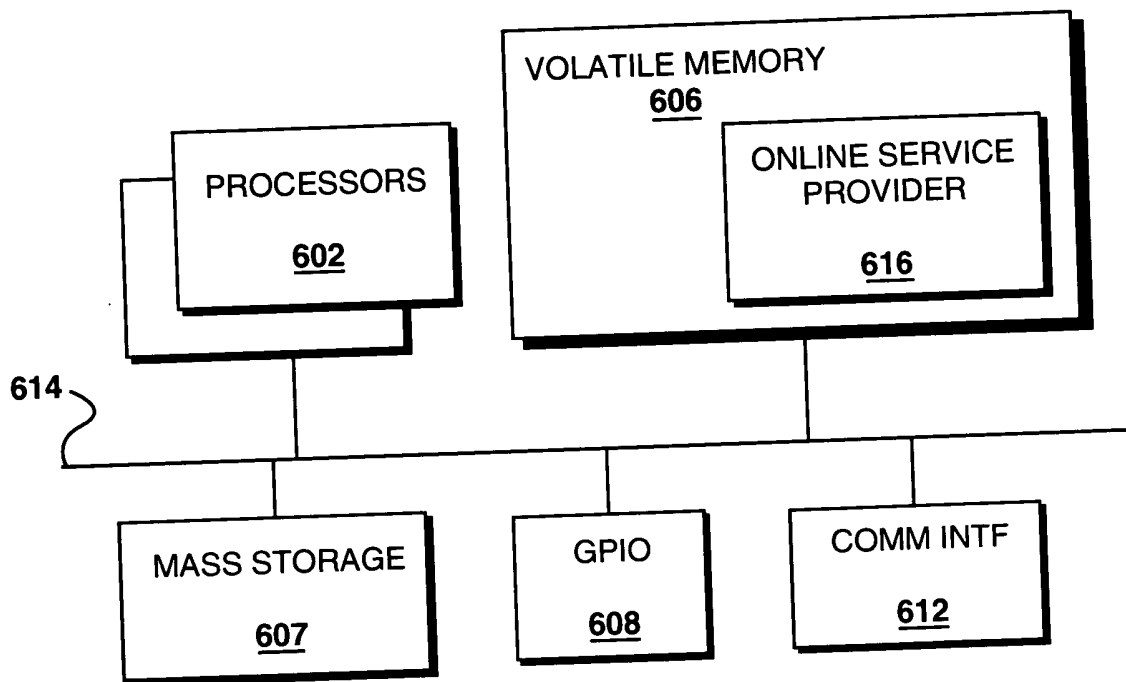 VOLATILE MEMORY
606
ONLINE SERVICE
PROVIDER
616
PROCESSORS
602
614
MASS STORAGE
607
GPIO
608
COMM INTF
612